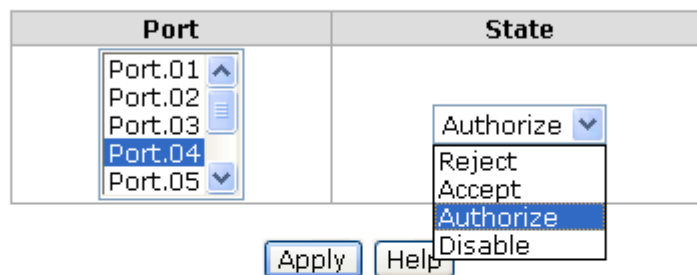 Port State
Port.01
Port.02
Port.03
Port.04
Port.05
Authorize
Reject
Accept
Authorize
Disable
Apply Help